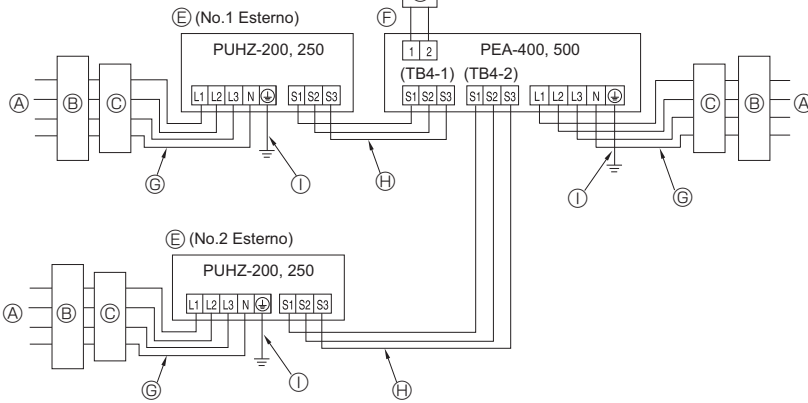 Ⓔ (No.1 Esterno)
PUHZ-200, 250
L1 L2 L3 N S1 S2 S3
Ⓕ
1 2
PEA-400, 500
(TB4-1) (TB4-2)
S1 S2 S3 S1 S2 S3 L1 L2 L3 N
Ⓐ Ⓑ Ⓒ
Ⓒ Ⓑ Ⓐ
Ⓖ Ⓘ Ⓗ Ⓘ Ⓖ
Ⓔ (No.2 Esterno)
PUHZ-200, 250
L1 L2 L3 N S1 S2 S3
Ⓐ Ⓑ Ⓒ
Ⓖ Ⓘ Ⓗ